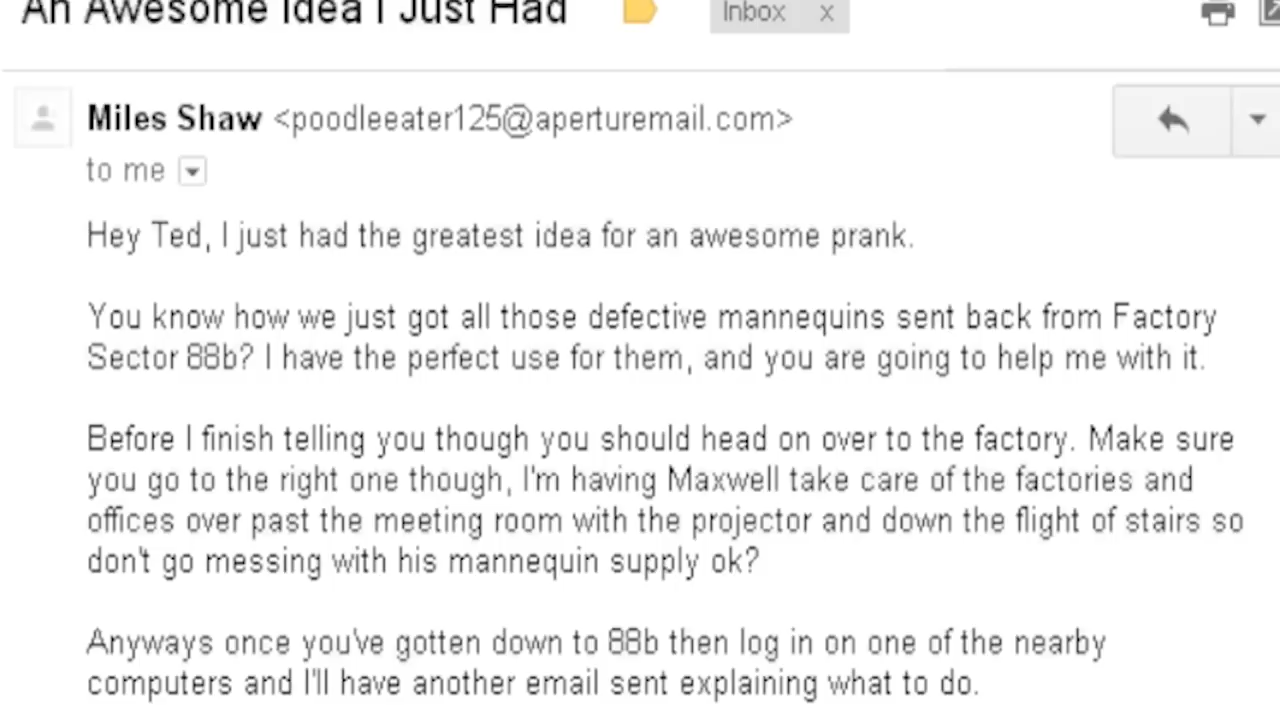 An Awesome Idea I Just Had
Inbox x
Miles Shaw <poodleeater125@aperturemail.com>
to me
Hey Ted, I just had the greatest idea for an awesome prank.
You know how we just got all those defective mannequins sent back from Factory
Sector 88b? I have the perfect use for them, and you are going to help me with it.
Before I finish telling you though you should head on over to the factory. Make sure
you go to the right one though, I'm having Maxwell take care of the factories and
offices over past the meeting room with the projector and down the flight of stairs so
don't go messing with his mannequin supply ok?
Anyways once you've gotten down to 88b then log in on one of the nearby
computers and I'll have another email sent explaining what to do.